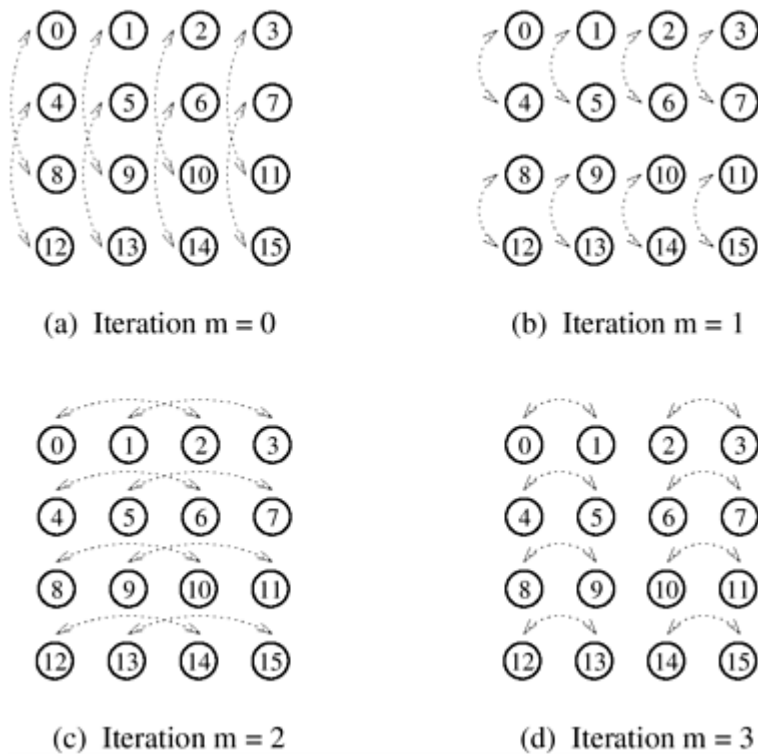 0 1 2 3
4 5 6 7
8 9 10 11
12 13 14 15
(a) Iteration m = 0
0 1 2 3
4 5 6 7
8 9 10 11
12 13 14 15
(b) Iteration m = 1
0 1 2 3
4 5 6 7
8 9 10 11
12 13 14 15
(c) Iteration m = 2
0 1 2 3
4 5 6 7
8 9 10 11
12 13 14 15
(d) Iteration m = 3